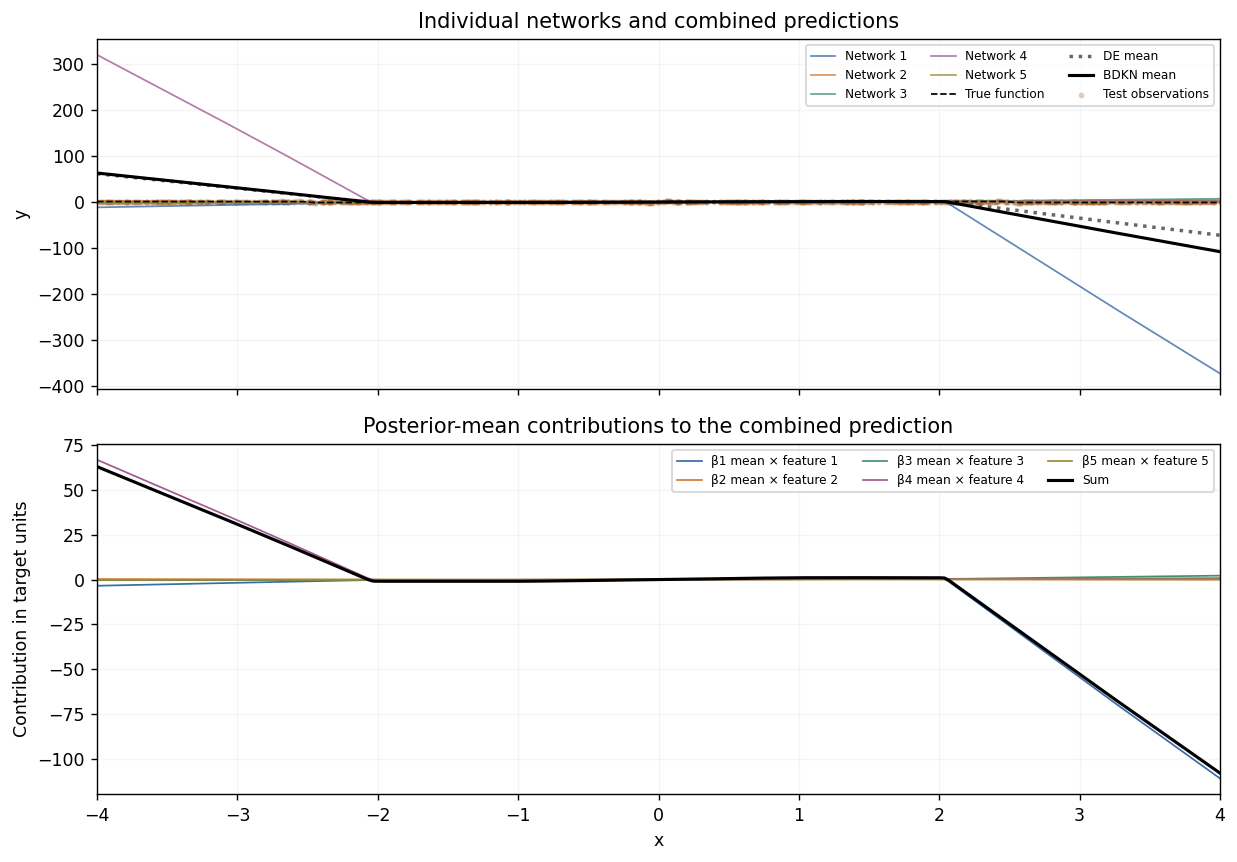 Individual networks and combined predictions
300
200
100
0
−100
−200
−300
−400
y
Network 1
Network 2
Network 3
Network 4
Network 5
True function
DE mean
BDKN mean
Test observations
Posterior-mean contributions to the combined prediction
75
50
25
0
−25
−50
−75
−100
Contribution in target units
β1 mean × feature 1
β2 mean × feature 2
β3 mean × feature 3
β4 mean × feature 4
β5 mean × feature 5
Sum
−4 −3 −2 −1 0 1 2 3 4
x